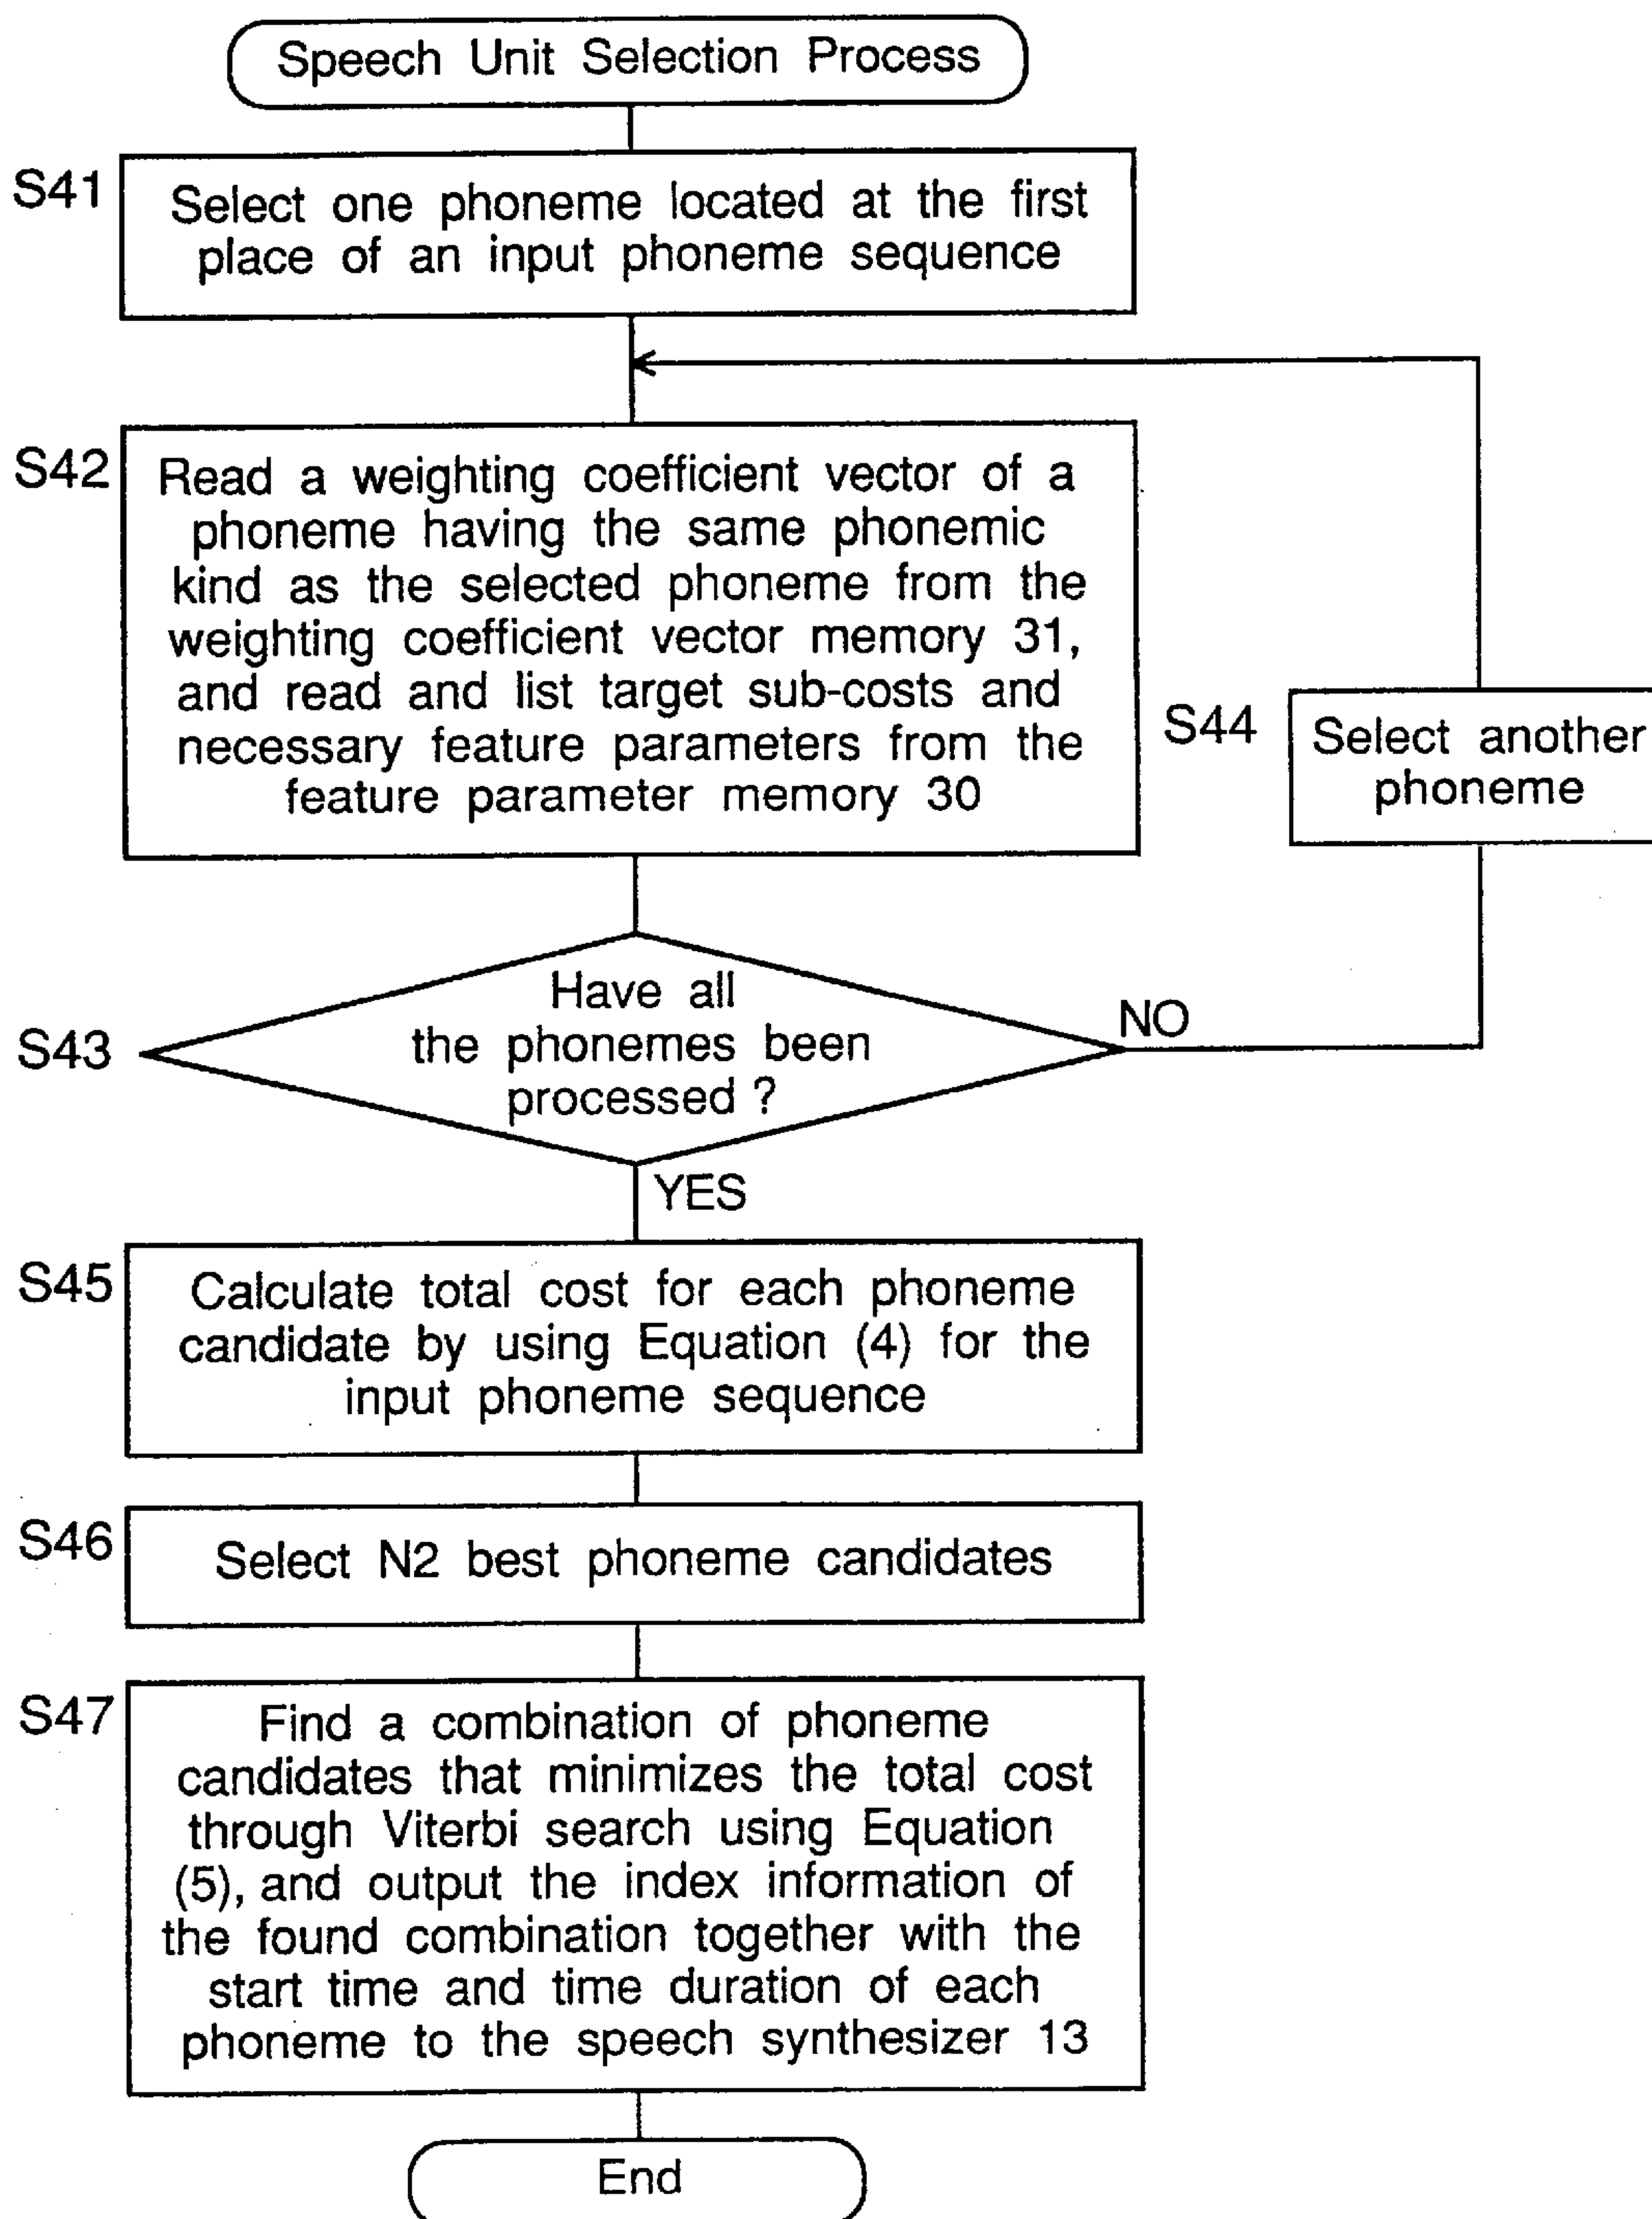 Speech Unit Selection Process
S41
Select one phoneme located at the first
place of an input phoneme sequence
S42
Read a weighting coefficient vector of a
phoneme having the same phonemic
kind as the selected phoneme from the
weighting coefficient vector memory 31,
and read and list target sub-costs and
necessary feature parameters from the
feature parameter memory 30
S44
Select another
phoneme
S43
Have all
the phonemes been
processed ?
NO
YES
S45
Calculate total cost for each phoneme
candidate by using Equation (4) for the
input phoneme sequence
S46
Select N2 best phoneme candidates
S47
Find a combination of phoneme
candidates that minimizes the total cost
through Viterbi search using Equation
(5), and output the index information of
the found combination together with the
start time and time duration of each
phoneme to the speech synthesizer 13
End